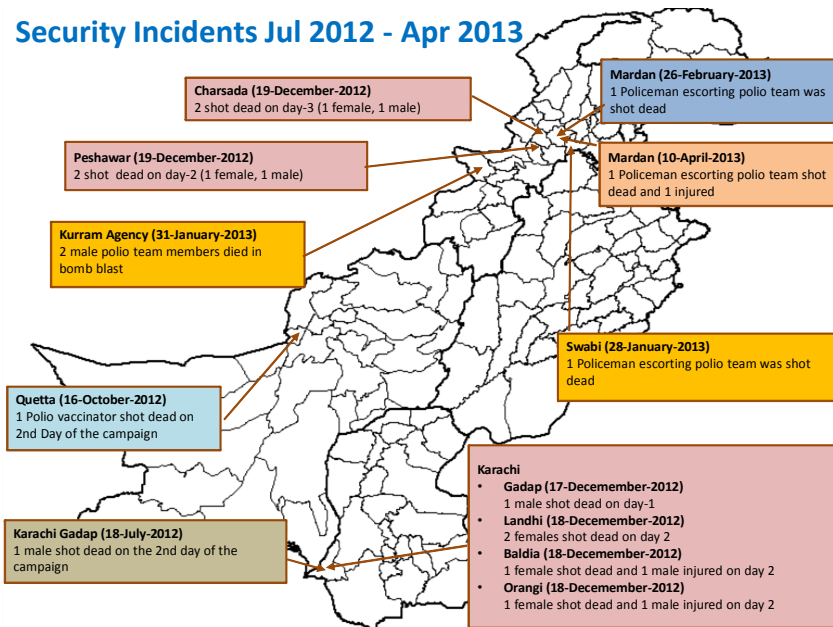 Security Incidents Jul 2012 - Apr 2013
Charsada (19-December-2012)
2 shot dead on day-3 (1 female, 1 male)
Mardan (26-February-2013)
1 Policeman escorting polio team was
shot dead
Peshawar (19-December-2012)
2 shot  dead on day-2 (1 female, 1 male)
Mardan (10-April-2013)
1 Policeman escorting polio team shot
dead and 1 injured
Kurram Agency (31-January-2013)
2 male polio team members died in
bomb blast
Swabi (28-January-2013)
1 Policeman escorting polio team was shot
dead
Quetta (16-October-2012)
1 Polio vaccinator shot dead on
2nd Day of the campaign
Karachi
• Gadap (17-Decemember-2012)
1 male shot dead on day-1
• Landhi (18-Decemember-2012)
2 females shot dead on day 2
• Baldia (18-Decemember-2012)
1 female shot dead and 1 male injured on day 2
• Orangi (18-Decemember-2012)
1 female shot dead and 1 male injured on day 2
Karachi Gadap (18-July-2012)
1 male shot dead on the 2nd day of the
campaign